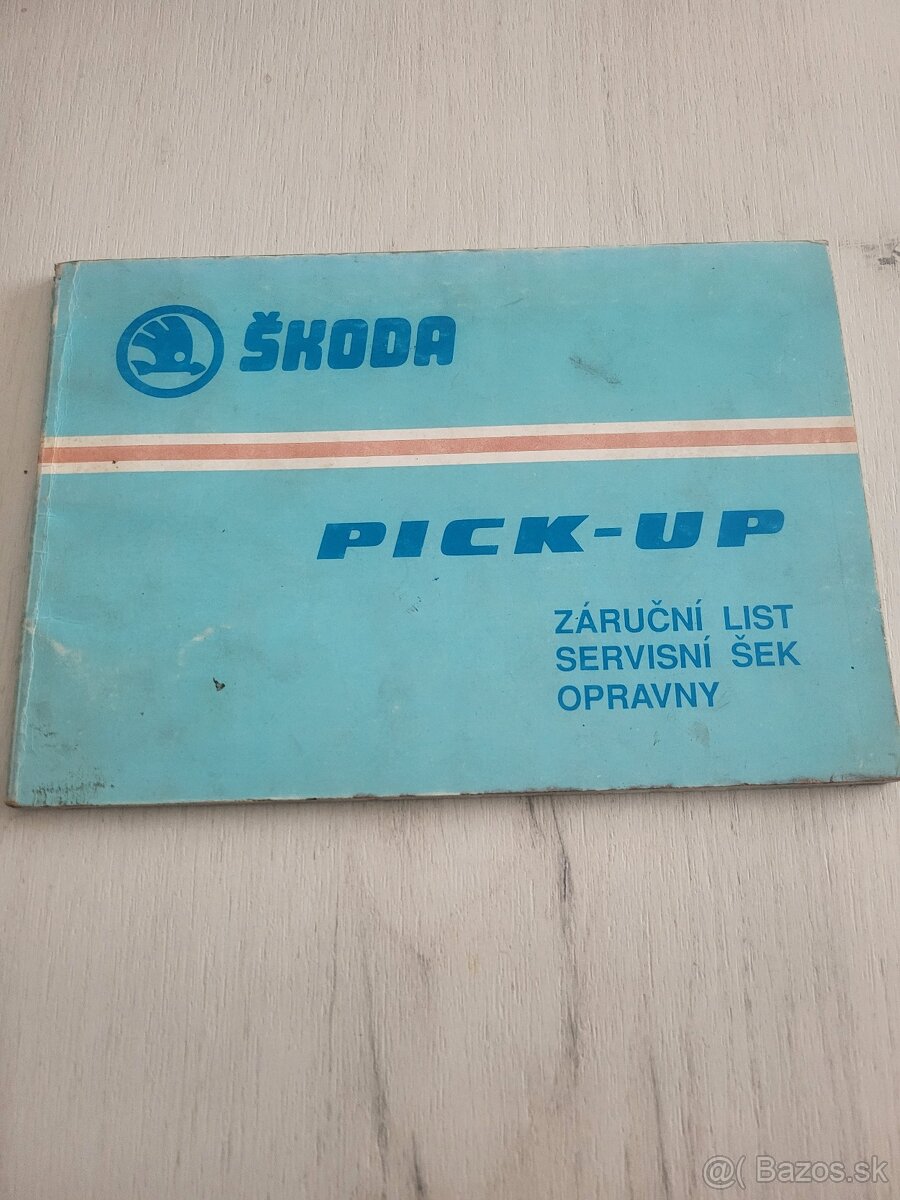 ŠKODA
PICK-UP
ZÁRUČNÍ LIST
SERVISNÍ ŠEK
OPRAVNY
@( Bazos.sk